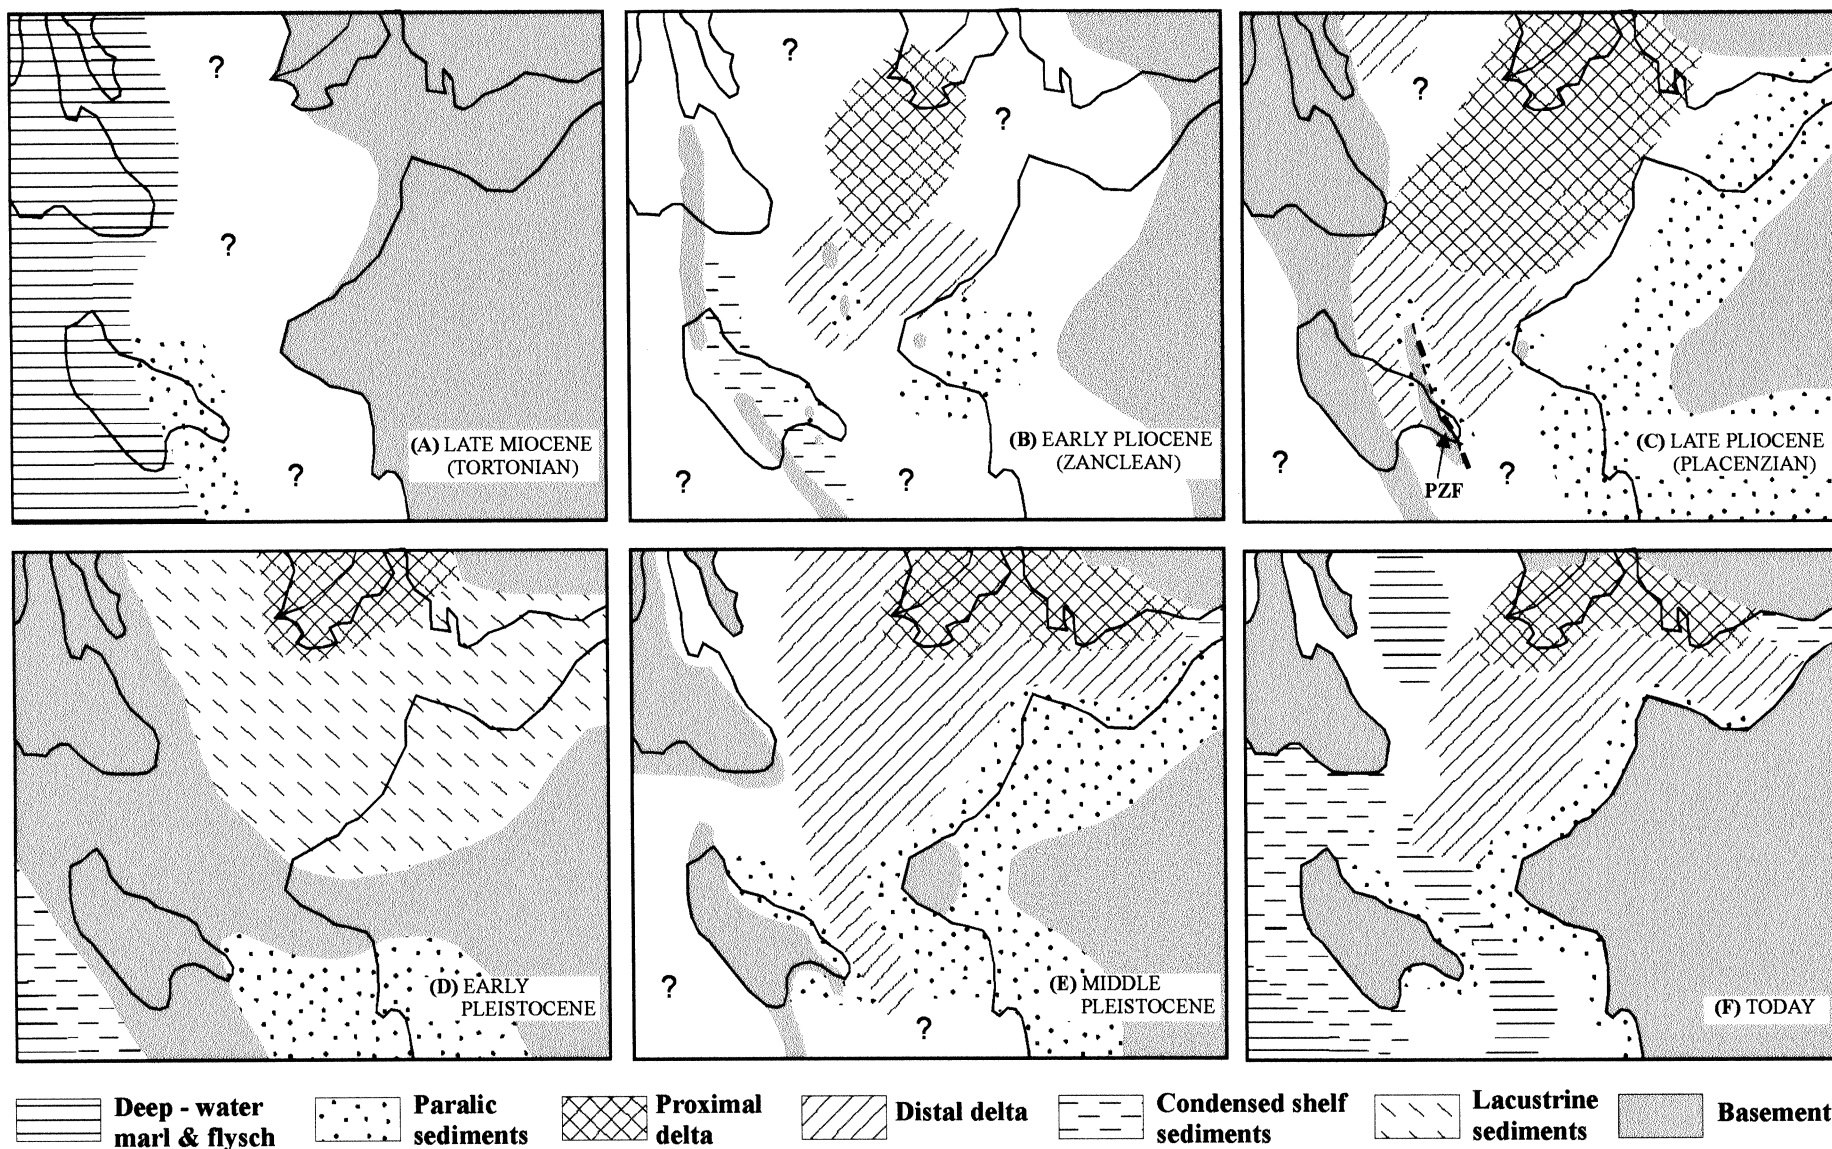 ?
?
?
(A) LATE MIOCENE
(TORTONIAN)
?
?
?
?
(B) EARLY PLIOCENE
(ZANCLEAN)
?
?
?
PZF
(C) LATE PLIOCENE
(PLACENZIAN)
(D) EARLY
PLEISTOCENE
?
?
(E) MIDDLE
PLEISTOCENE
(F) TODAY
Deep - water
marl & flysch
Paralic
sediments
Proximal
delta
Distal delta
Condensed shelf
sediments
Lacustrine
sediments
Basement